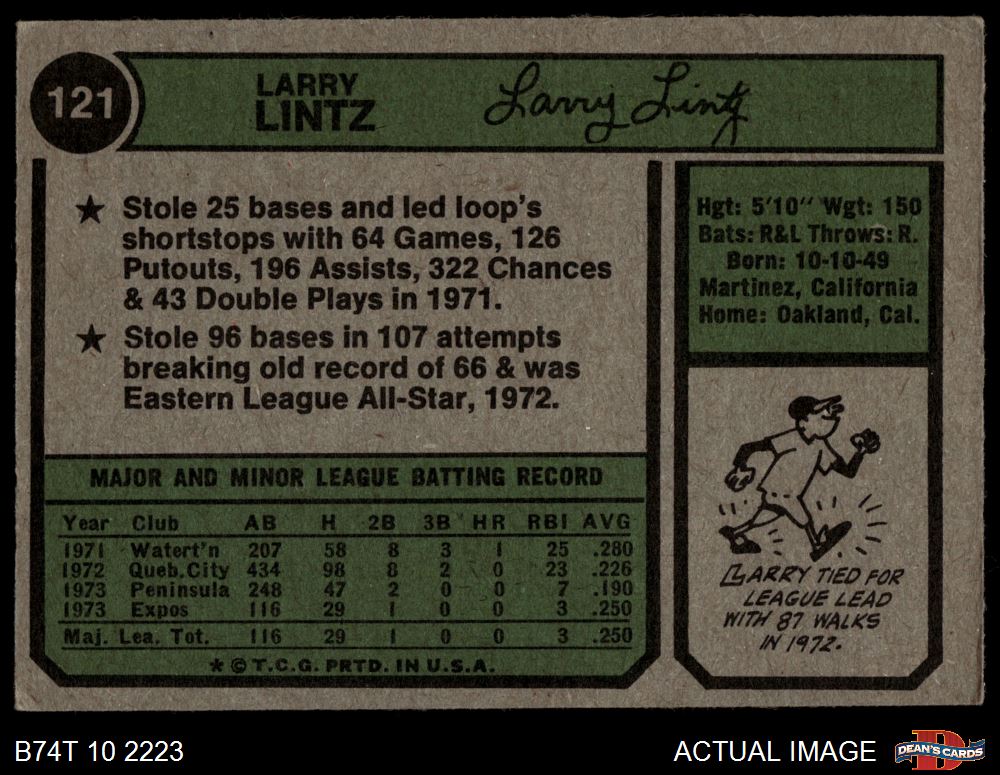 121
LARRY
LINTZ
Larry Lintz
★ Stole 25 bases and led loop's
shortstops with 64 Games, 126
Putouts, 196 Assists, 322 Chances
& 43 Double Plays in 1971.
★ Stole 96 bases in 107 attempts
breaking old record of 66 & was
Eastern League All-Star, 1972.
Hgt: 5'10" Wgt: 150
Bats: R&L Throws: R.
Born: 10-10-49
Martinez, California
Home: Oakland, Cal.
MAJOR AND MINOR LEAGUE BATTING RECORD
Year Club AB H 2B 3B HR RBI AVG
1971 Watert'n 207 58 8 3 1 25 .280
1972 Queb.City 434 98 8 2 0 23 .226
1973 Peninsula 248 47 2 0 0 7 .190
1973 Expos 116 29 1 0 0 3 .250
Maj. Lea. Tot. 116 29 1 0 0 3 .250
★ © T.C.G. PRTD. IN U.S.A.
LARRY TIED FOR
LEAGUE LEAD
WITH 87 WALKS
IN 1972.
B74T 10 2223
ACTUAL IMAGE
D
DEAN'S CARDS